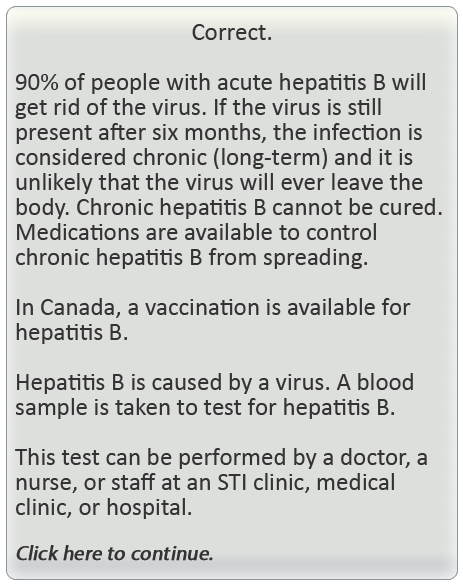 Correct.
90% of people with acute hepatitis B will
get rid of the virus. If the virus is still
present after six months, the infection is
considered chronic (long-term) and it is
unlikely that the virus will ever leave the
body. Chronic hepatitis B cannot be cured.
Medications are available to control
chronic hepatitis B from spreading.
In Canada, a vaccination is available for
hepatitis B.
Hepatitis B is caused by a virus. A blood
sample is taken to test for hepatitis B.
This test can be performed by a doctor, a
nurse, or staff at an STI clinic, medical
clinic, or hospital.
Click here to continue.